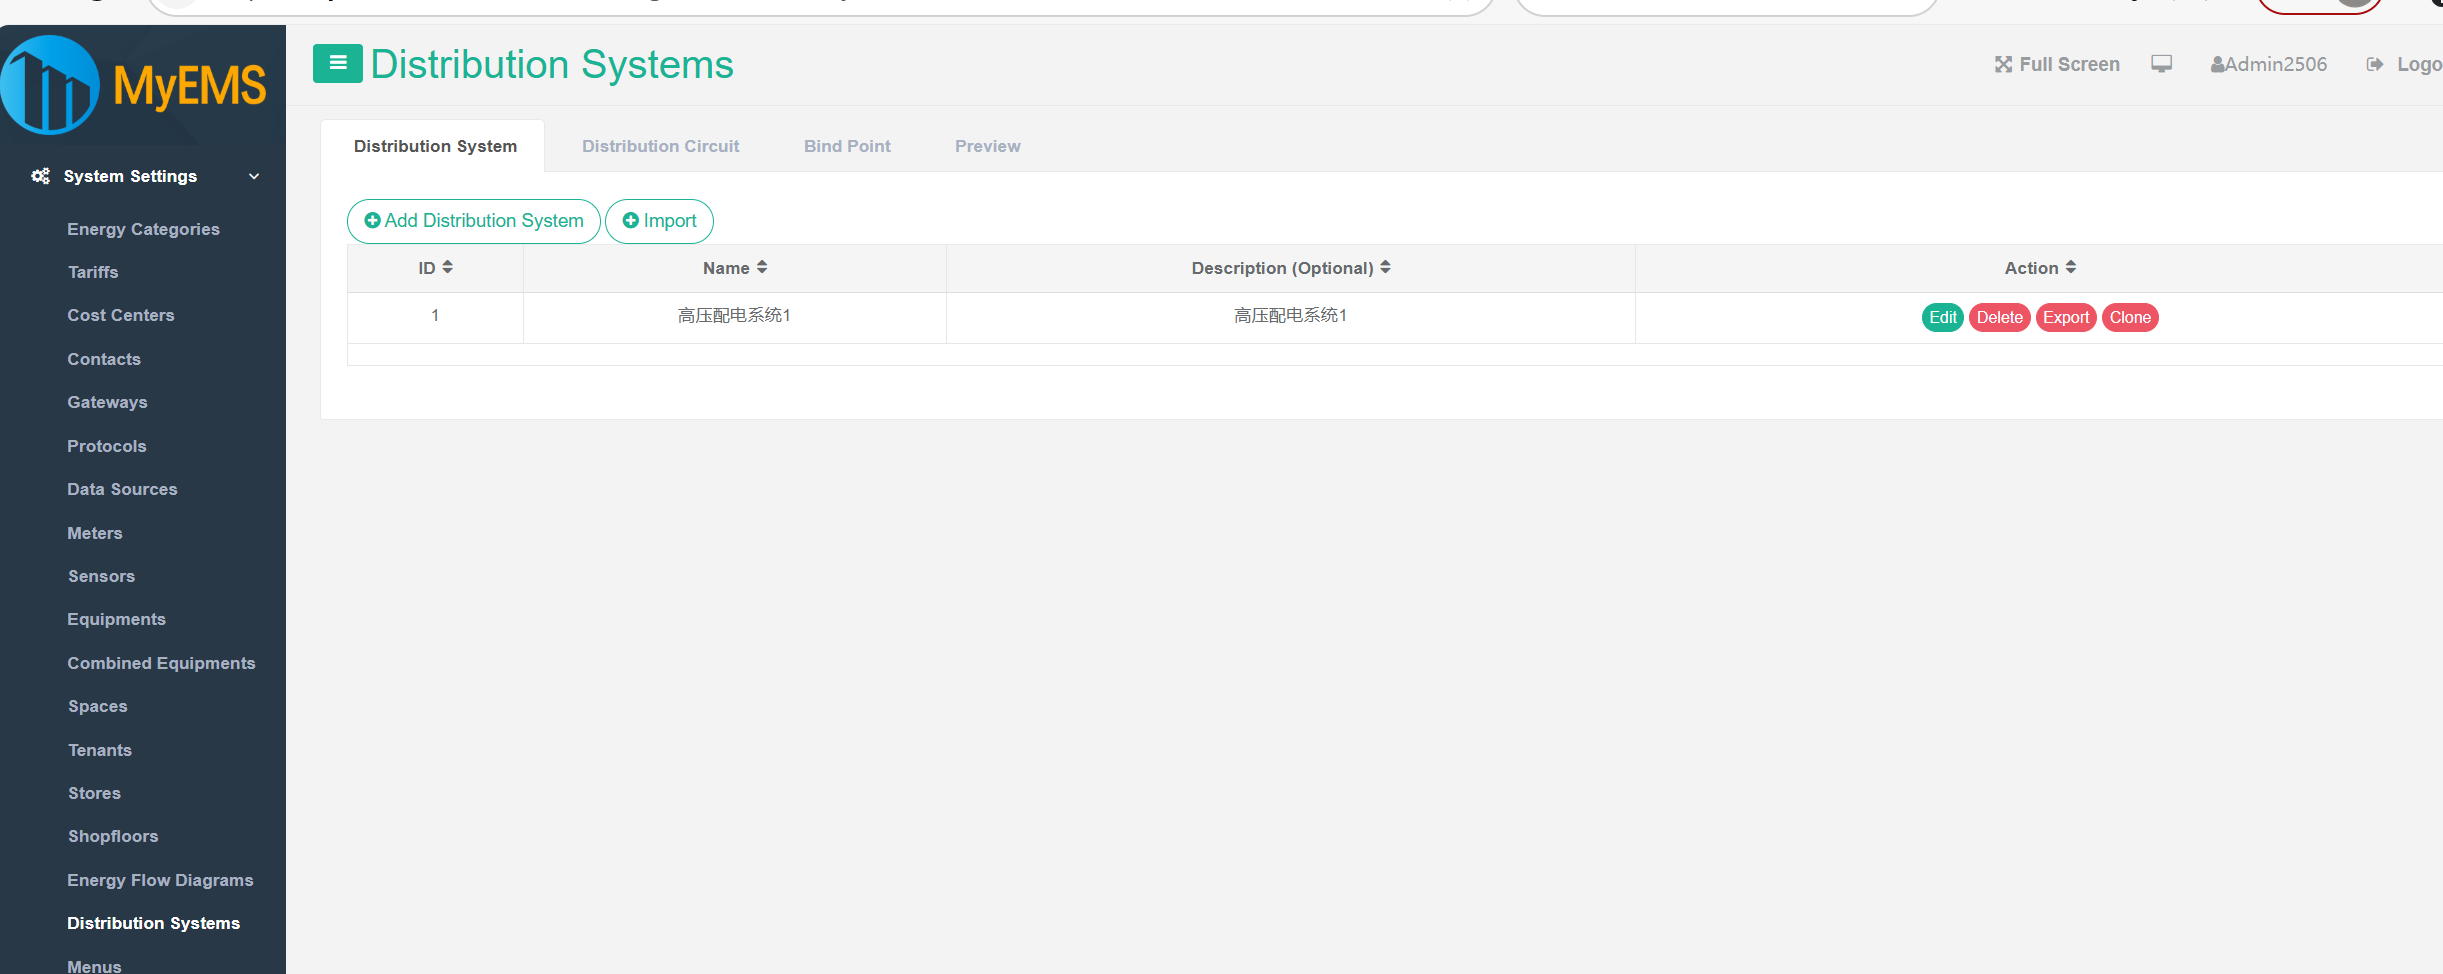 MyEMS
Distribution Systems
Full Screen
Admin2506
Logo
System Settings
Energy Categories
Tariffs
Cost Centers
Contacts
Gateways
Protocols
Data Sources
Meters
Sensors
Equipments
Combined Equipments
Spaces
Tenants
Stores
Shopfloors
Energy Flow Diagrams
Distribution Systems
Menus
Distribution System Distribution Circuit Bind Point Preview
Add Distribution System Import
ID Name Description (Optional) Action
1 高压配电系统1 高压配电系统1 Edit Delete Export Clone